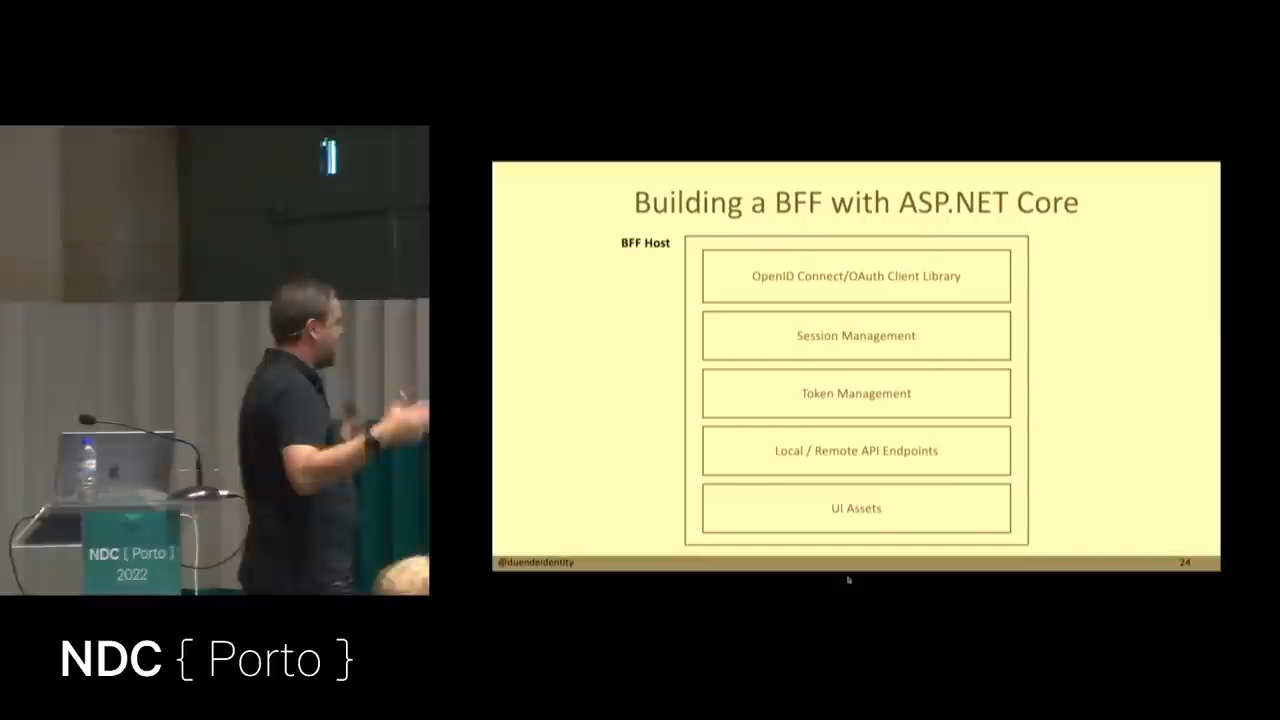 Building a BFF with ASP.NET Core
BFF Host
OpenID Connect/OAuth Client Library
Session Management
Token Management
Local / Remote API Endpoints
UI Assets
@duendeidentity
24
NDC [ Porto ]
2022
NDC { Porto }